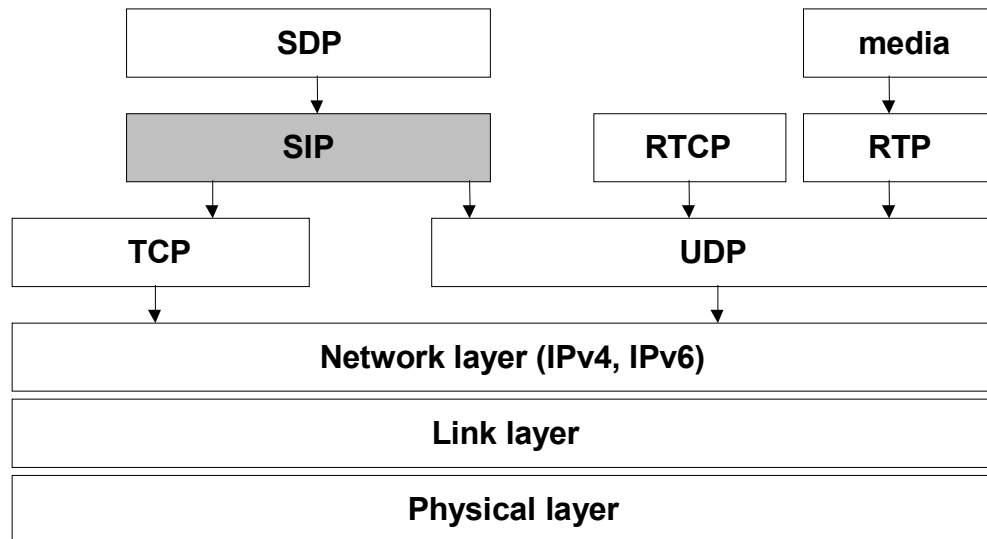 SDP
media
SIP
RTCP
RTP
TCP
UDP
Network layer (IPv4, IPv6)
Link layer
Physical layer